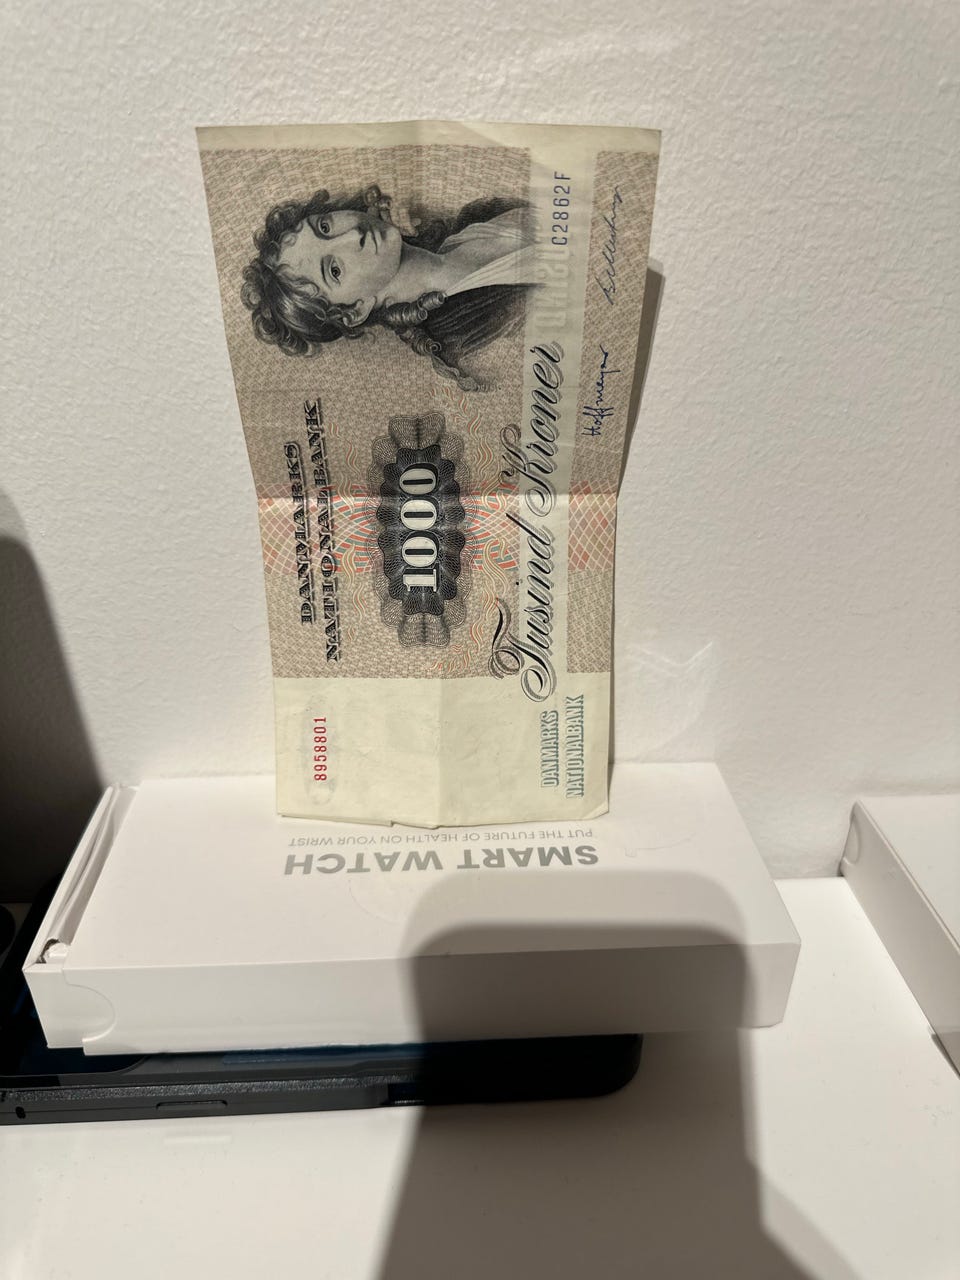 DANMARKS
NATIONALBANK
1000
Tusind Kroner
C2862F
Hoffmeyer
8958801
DANMARKS
NATIONALBANK
SMART WATCH
PUT THE FUTURE OF HEALTH ON YOUR WRIST